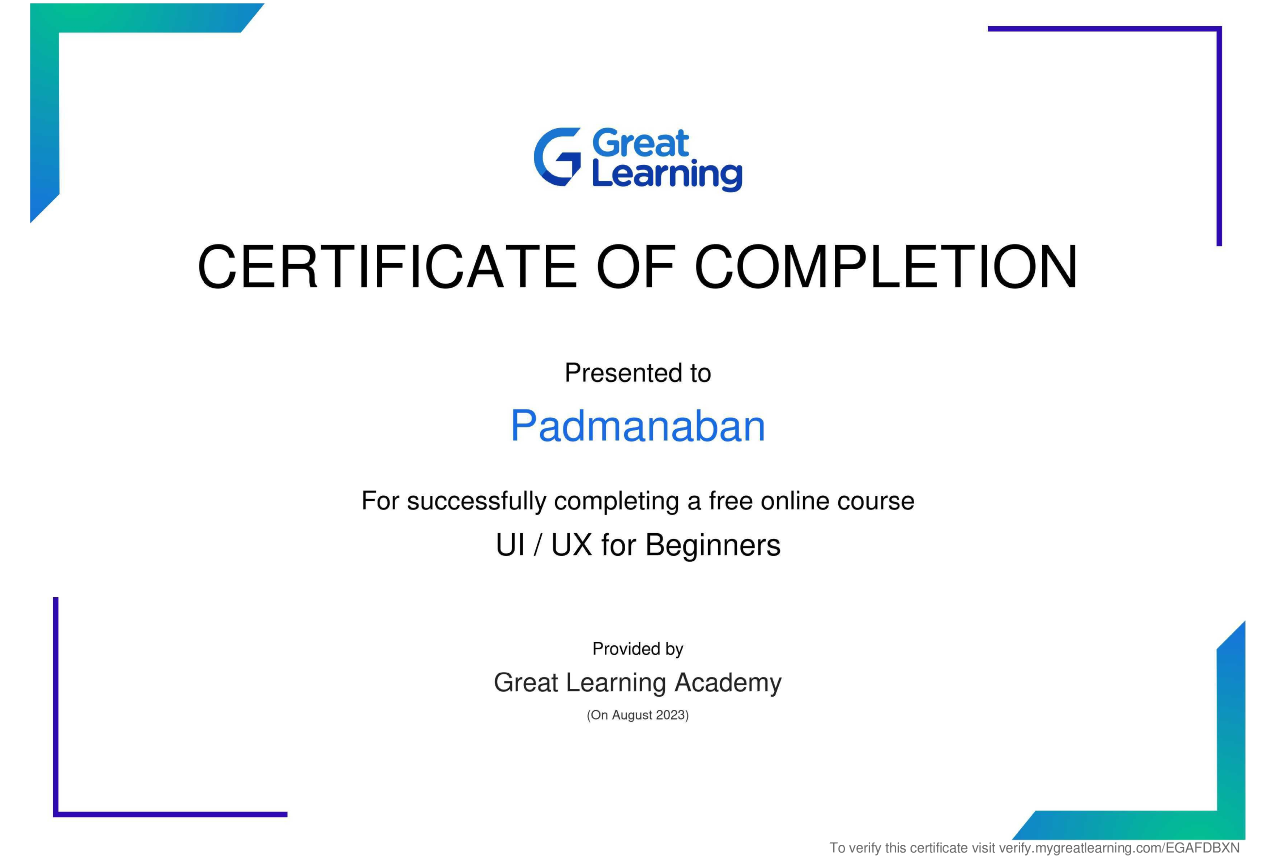 Great
Learning
CERTIFICATE OF COMPLETION
Presented to
Padmanaban
For successfully completing a free online course
UI / UX for Beginners
Provided by
Great Learning Academy
(On August 2023)
To verify this certificate visit verify.mygreatlearning.com/EGAFDBXN